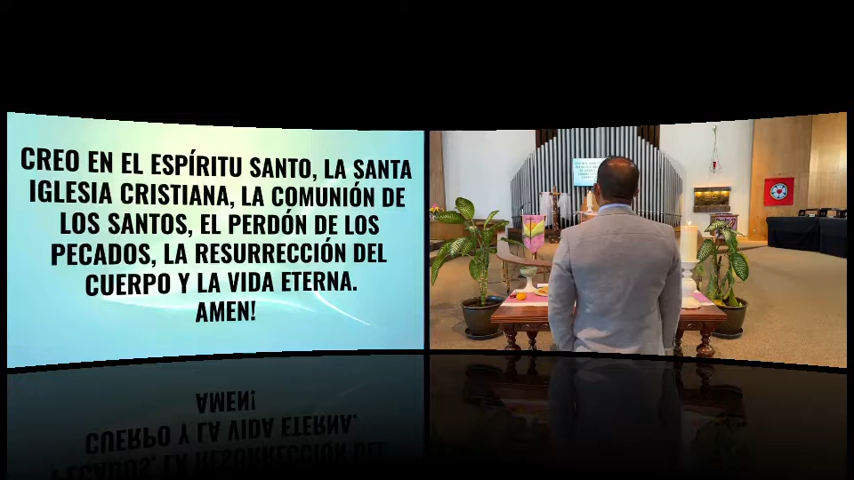 CREO EN EL ESPÍRITU SANTO, LA SANTA
IGLESIA CRISTIANA, LA COMUNIÓN DE
LOS SANTOS, EL PERDÓN DE LOS
PECADOS, LA RESURRECCIÓN DEL
CUERPO Y LA VIDA ETERNA.
AMEN!